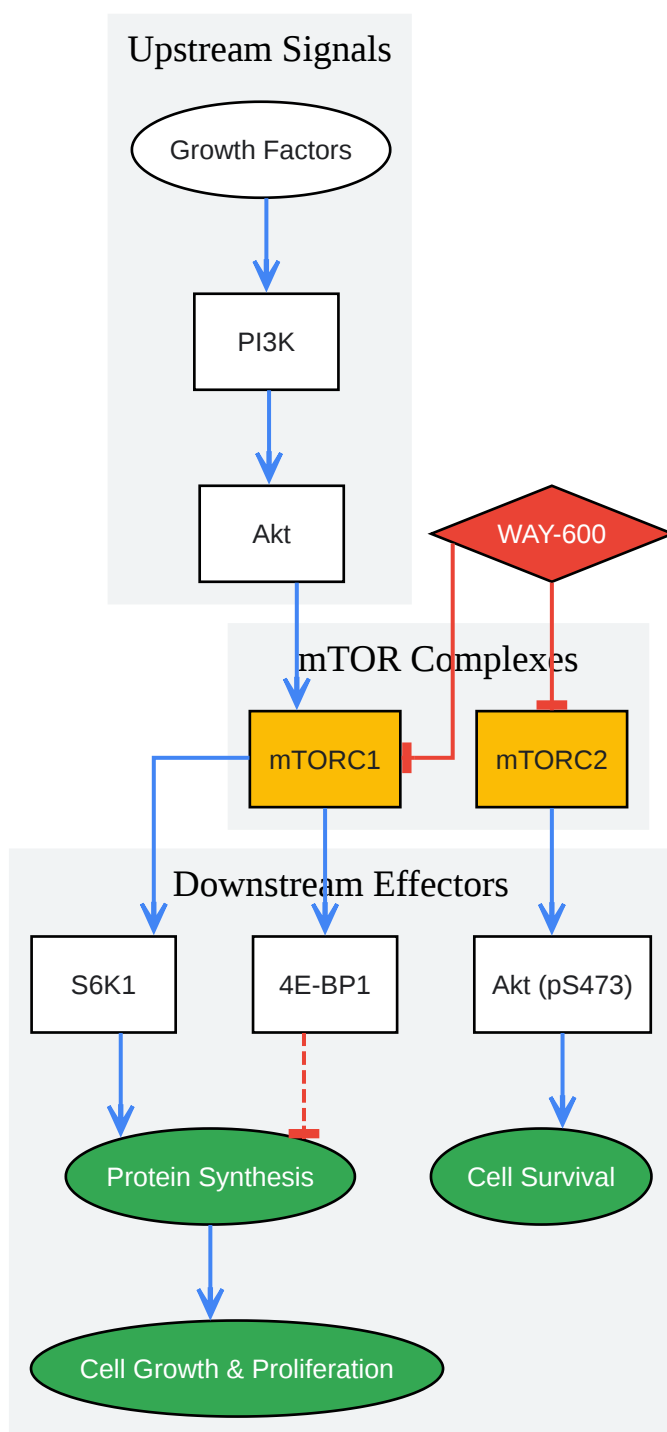 Upstream Signals
Growth Factors
PI3K
Akt
WAY-600
mTOR Complexes
mTORC1
mTORC2
Downstream Effectors
S6K1
4E-BP1
Akt (pS473)
Protein Synthesis
Cell Survival
Cell Growth & Proliferation